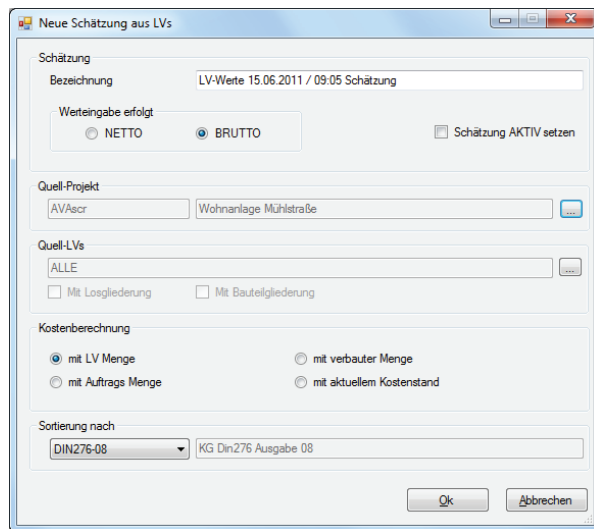 Neue Schätzung aus LVs
Schätzung
Bezeichnung LV-Werte 15.06.2011 / 09:05 Schätzung
Werteingabe erfolgt
NETTO BRUTTO Schätzung AKTIV setzen
Quell-Projekt
AVAscr Wohnanlage Mühlstraße ...
Quell-LVs
ALLE ...
Mit Losgliederung Mit Bauteilgliederung
Kostenberechnung
mit LV Menge mit verbauter Menge
mit Auftrags Menge mit aktuellem Kostenstand
Sortierung nach
DIN276-08 KG Din276 Ausgabe 08
Ok Abbrechen